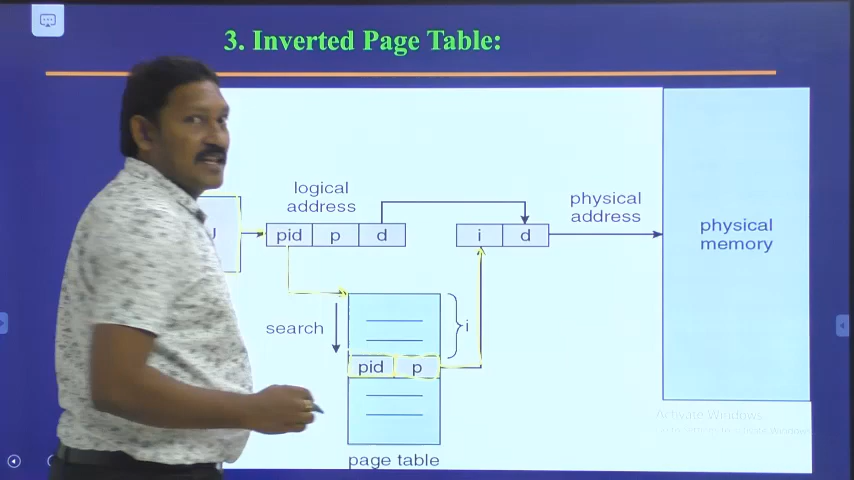 3. Inverted Page Table:
logical
address
physical
address
pid p d
i d
physical
memory
search
i
pid p
page table
Activate Windows